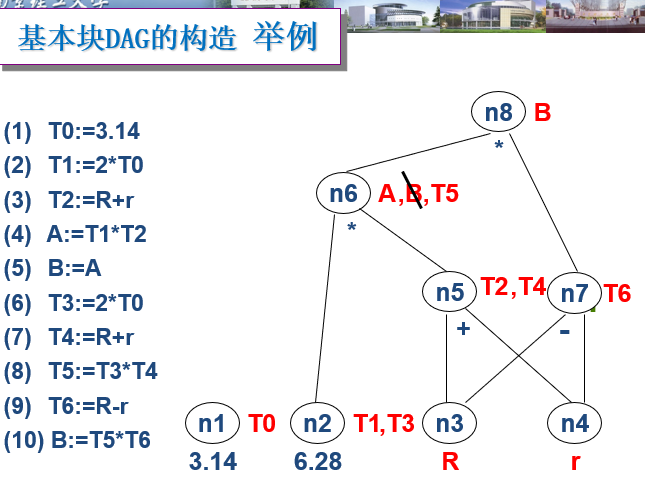 基本块DAG的构造 举例
(1) T0:=3.14
(2) T1:=2*T0
(3) T2:=R+r
(4) A:=T1*T2
(5) B:=A
(6) T3:=2*T0
(7) T4:=R+r
(8) T5:=T3*T4
(9) T6:=R-r
(10) B:=T5*T6
n8 B
*
n6 A,B,T5
*
n5 T2,T4 n7 T6
+ -
n1 T0 n2 T1,T3 n3 n4
3.14 6.28 R r